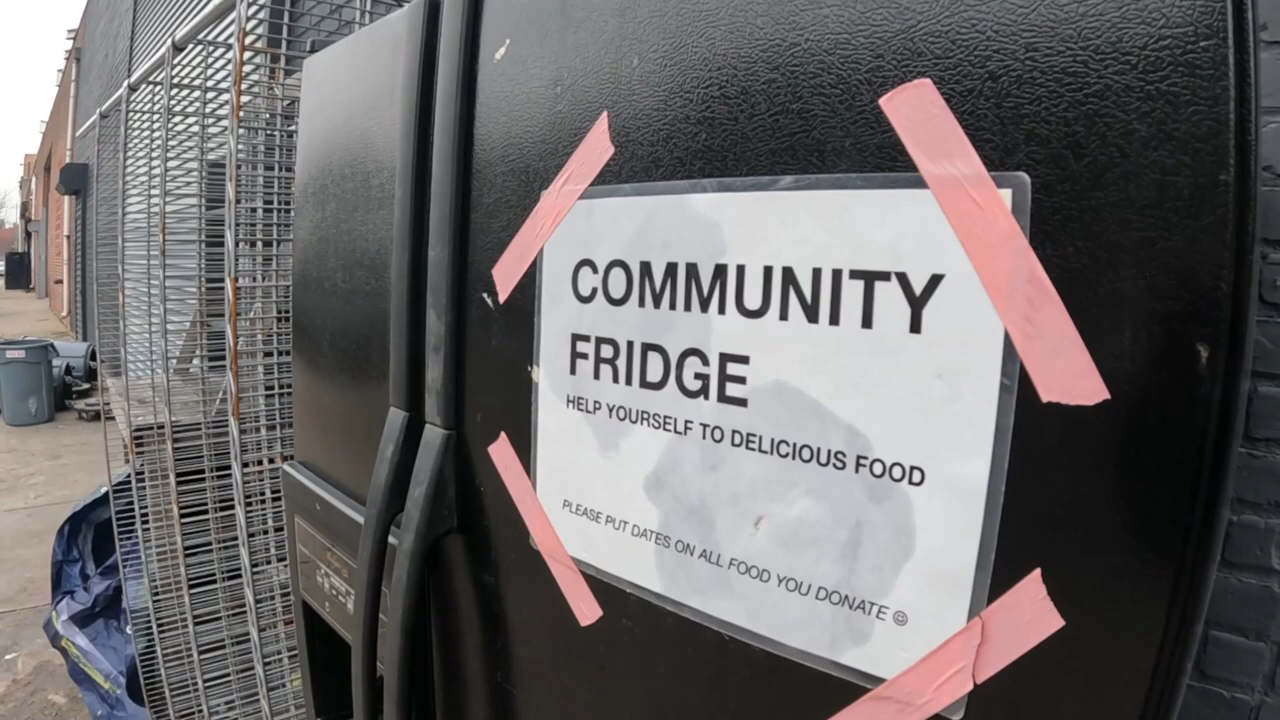 COMMUNITY
FRIDGE
HELP YOURSELF TO DELICIOUS FOOD
PLEASE PUT DATES ON ALL FOOD YOU DONATE ☺